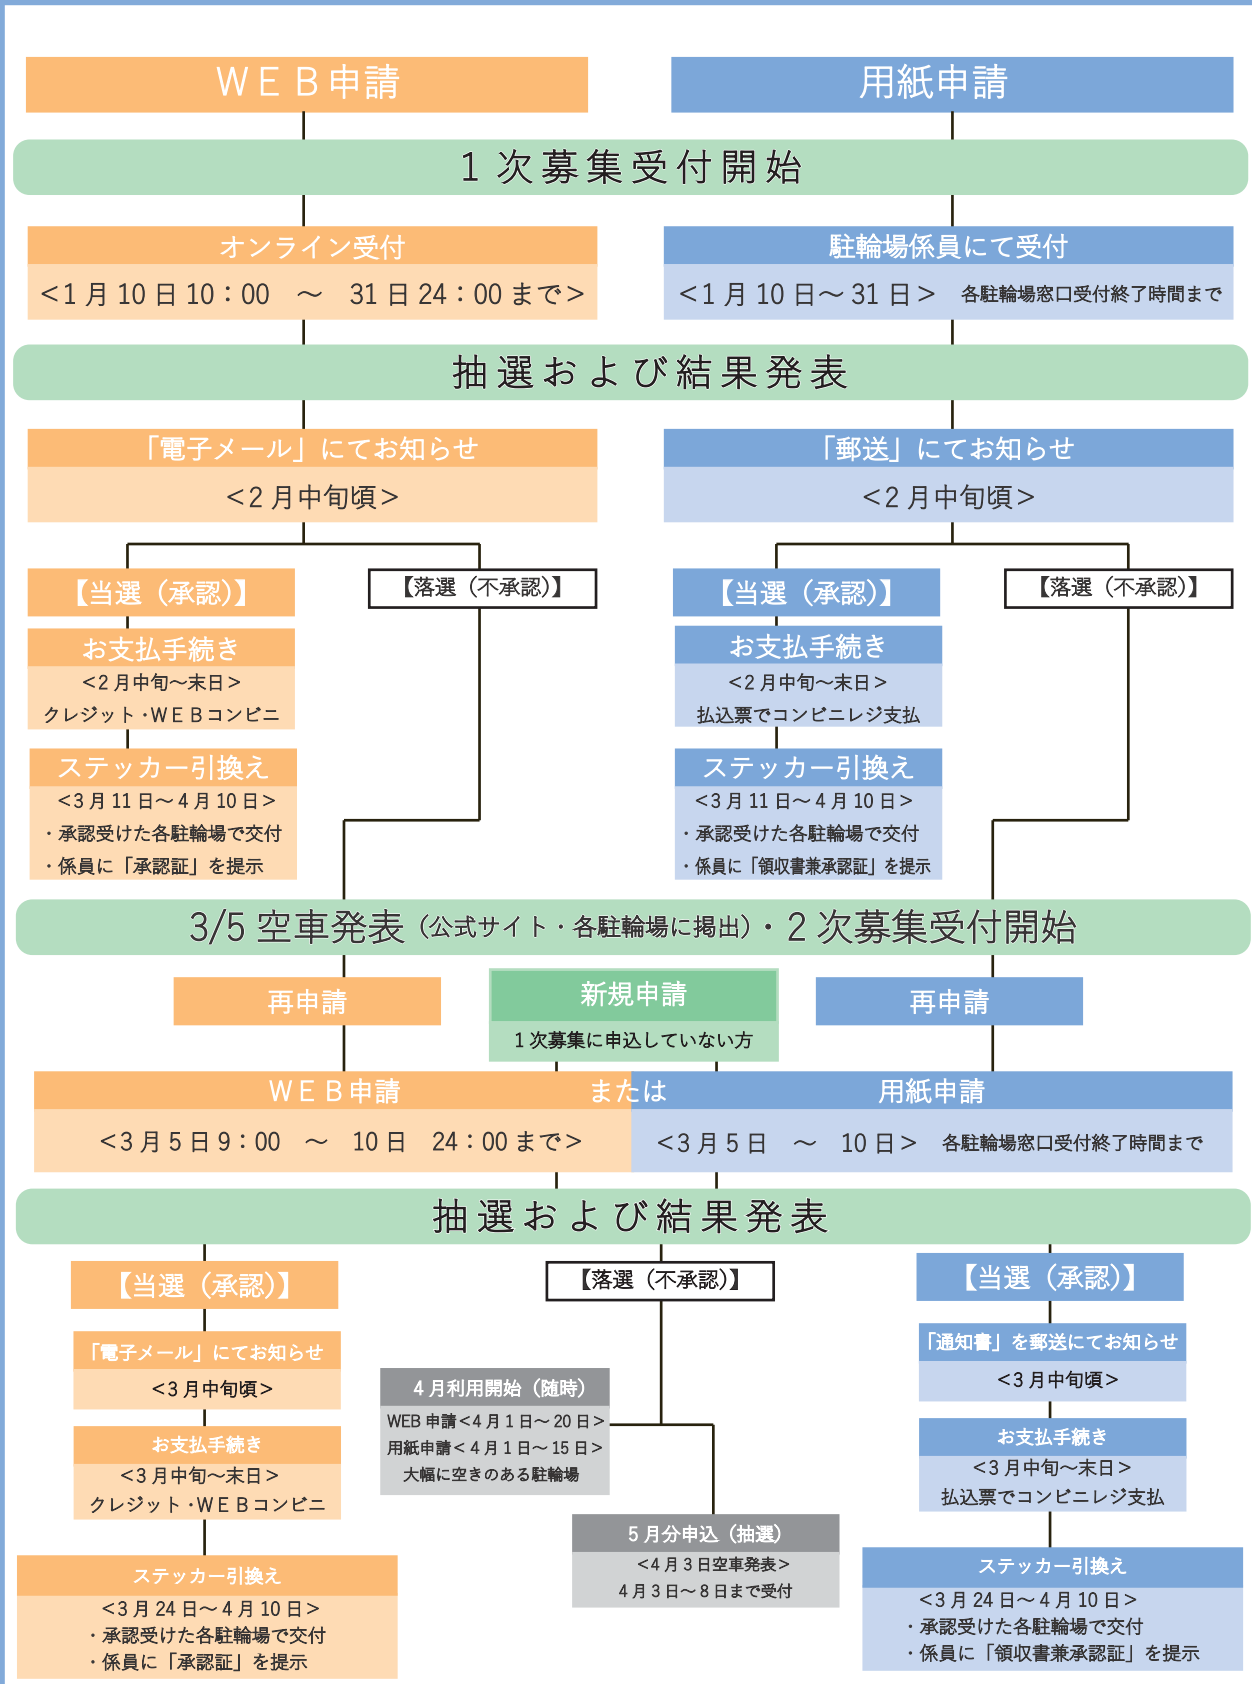 WEB申請
用紙申請
1次募集受付開始
オンライン受付
<1月10日10：00　～　31日24：00まで>
駐輪場係員にて受付
<1月10日～31日>　各駐輪場窓口受付終了時間まで
抽選および結果発表
「電子メール」にてお知らせ
<2月中旬頃>
「郵送」にてお知らせ
<2月中旬頃>
【当選（承認）】
【落選（不承認）】
お支払手続き
<2月中旬～末日>
クレジット・WEBコンビニ
ステッカー引換え
<3月11日～4月10日>
・承認受けた各駐輪場で交付
・係員に「承認証」を提示
【当選（承認）】
【落選（不承認）】
お支払手続き
<2月中旬～末日>
払込票でコンビニレジ支払
ステッカー引換え
<3月11日～4月10日>
・承認受けた各駐輪場で交付
・係員に「領収書兼承認証」を提示
3/5空車発表（公式サイト・各駐輪場に掲出）・2次募集受付開始
再申請
新規申請
1次募集に申込していない方
再申請
WEB申請　または　用紙申請
<3月5日9：00　～　10日　24：00まで>
<3月5日　～　10日>　各駐輪場窓口受付終了時間まで
抽選および結果発表
【当選（承認）】
「電子メール」にてお知らせ
<3月中旬頃>
お支払手続き
<3月中旬～末日>
クレジット・WEBコンビニ
ステッカー引換え
<3月24日～4月10日>
・承認受けた各駐輪場で交付
・係員に「承認証」を提示
【落選（不承認）】
4月利用開始（随時）
WEB申請<4月1日～20日>
用紙申請<4月1日～15日>
大幅に空きのある駐輪場
5月分申込（抽選）
<4月3日空車発表>
4月3日～8日まで受付
【当選（承認）】
「通知書」を郵送にてお知らせ
<3月中旬頃>
お支払手続き
<3月中旬～末日>
払込票でコンビニレジ支払
ステッカー引換え
<3月24日～4月10日>
・承認受けた各駐輪場で交付
・係員に「領収書兼承認証」を提示